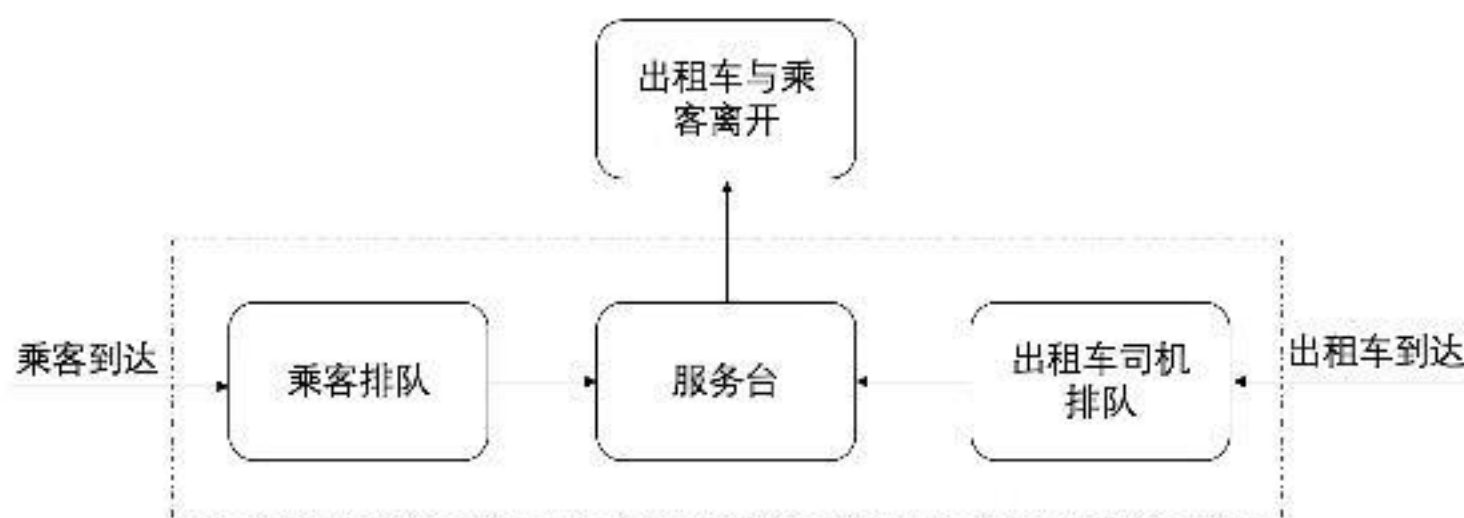 出租车与乘
客离开
乘客到达
乘客排队
服务台
出租车司机
排队
出租车到达